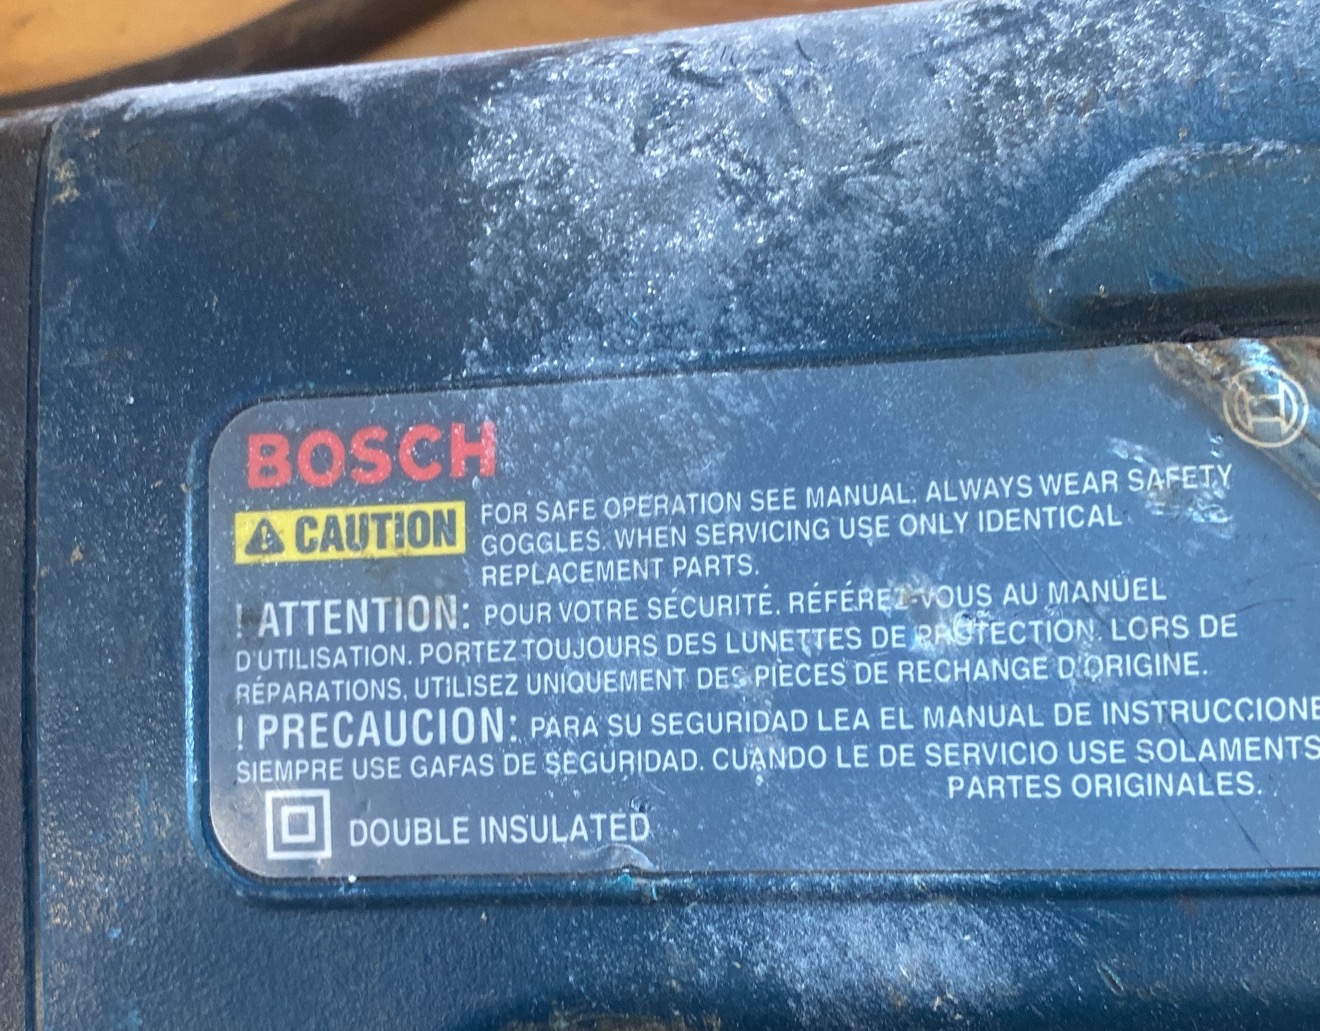 BOSCH
CAUTION FOR SAFE OPERATION SEE MANUAL. ALWAYS WEAR SAFETY
GOGGLES. WHEN SERVICING USE ONLY IDENTICAL
REPLACEMENT PARTS.
! ATTENTION: POUR VOTRE SÉCURITÉ. RÉFÉREZ-VOUS AU MANUEL
D'UTILISATION. PORTEZ TOUJOURS DES LUNETTES DE PROTECTION. LORS DE
RÉPARATIONS, UTILISEZ UNIQUEMENT DES PIÈCES DE RECHANGE D'ORIGINE.
! PRECAUCION: PARA SU SEGURIDAD LEA EL MANUAL DE INSTRUCCIONE
SIEMPRE USE GAFAS DE SEGURIDAD. CUANDO LE DE SERVICIO USE SOLAMENTS
PARTES ORIGINALES.
DOUBLE INSULATED